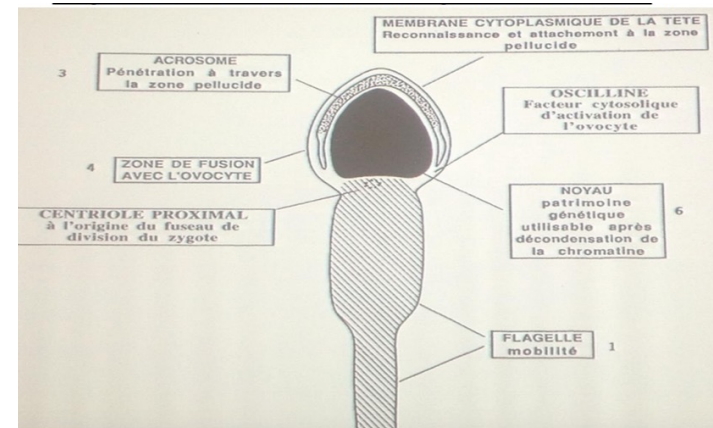 MEMBRANE CYTOPLASMIQUE DE LA TETE
Reconnaissance et attachement à la zone
pellucide
3
ACROSOME
Pénétration à travers
la zone pellucide
OSCILLINE
Facteur cytosolique
d'activation de
l'ovocyte
4
ZONE DE FUSION
AVEC L'OVOCYTE
NOYAU
patrimoine
génétique
utilisable après
décondensation de
la chromatine
6
CENTRIOLE PROXIMAL
à l'origine du fuseau de
division du zygote
FLAGELLE
mobilité
1